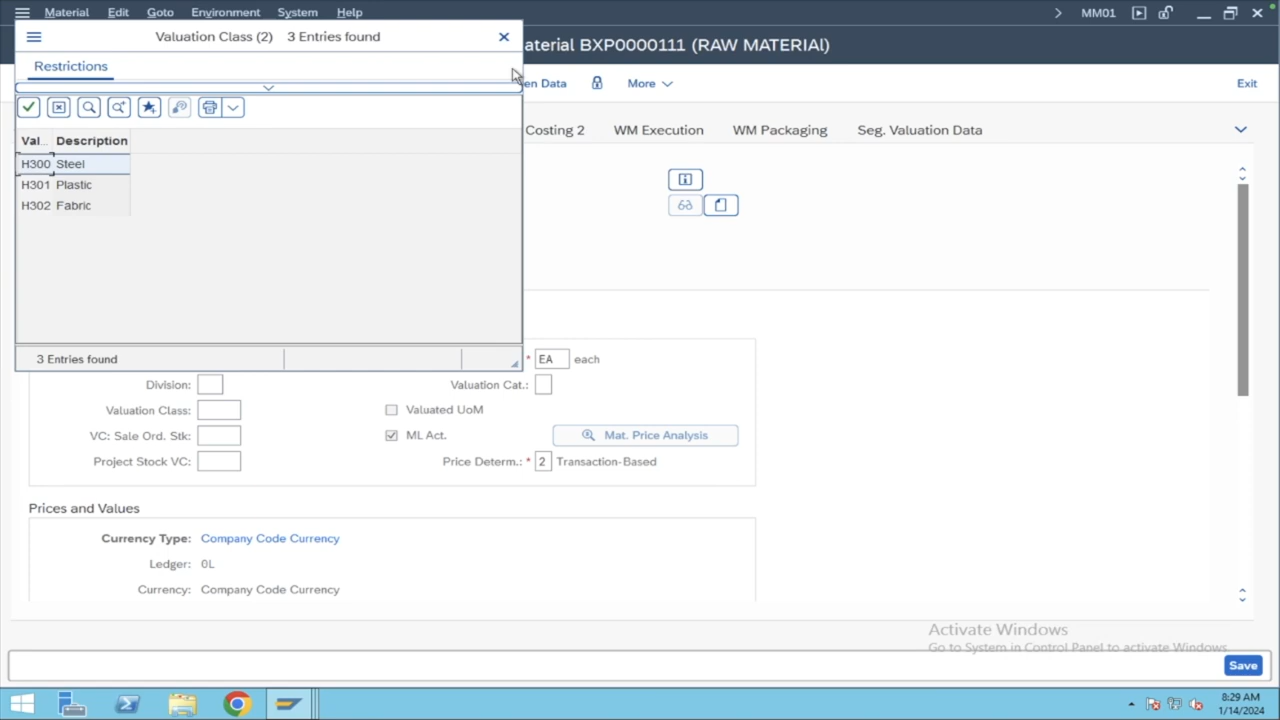 Material Edit Goto Environment System Help MM01
Valuation Class (2) 3 Entries found
aterial BXP0000111 (RAW MATERIAl)
Restrictions
en Data More Exit
Val... Description
Costing 2 WM Execution WM Packaging Seg. Valuation Data
H300 Steel
H301 Plastic
H302 Fabric
3 Entries found
* EA each
Division: Valuation Cat.:
Valuation Class: Valuated UoM
VC: Sale Ord. Stk: ML Act. Mat. Price Analysis
Project Stock VC: Price Determ.: * 2 Transaction-Based
Prices and Values
Currency Type: Company Code Currency
Ledger: 0L
Currency: Company Code Currency
Activate Windows
Go to System in Control Panel to activate Windows.
Save
8:29 AM
1/14/2024